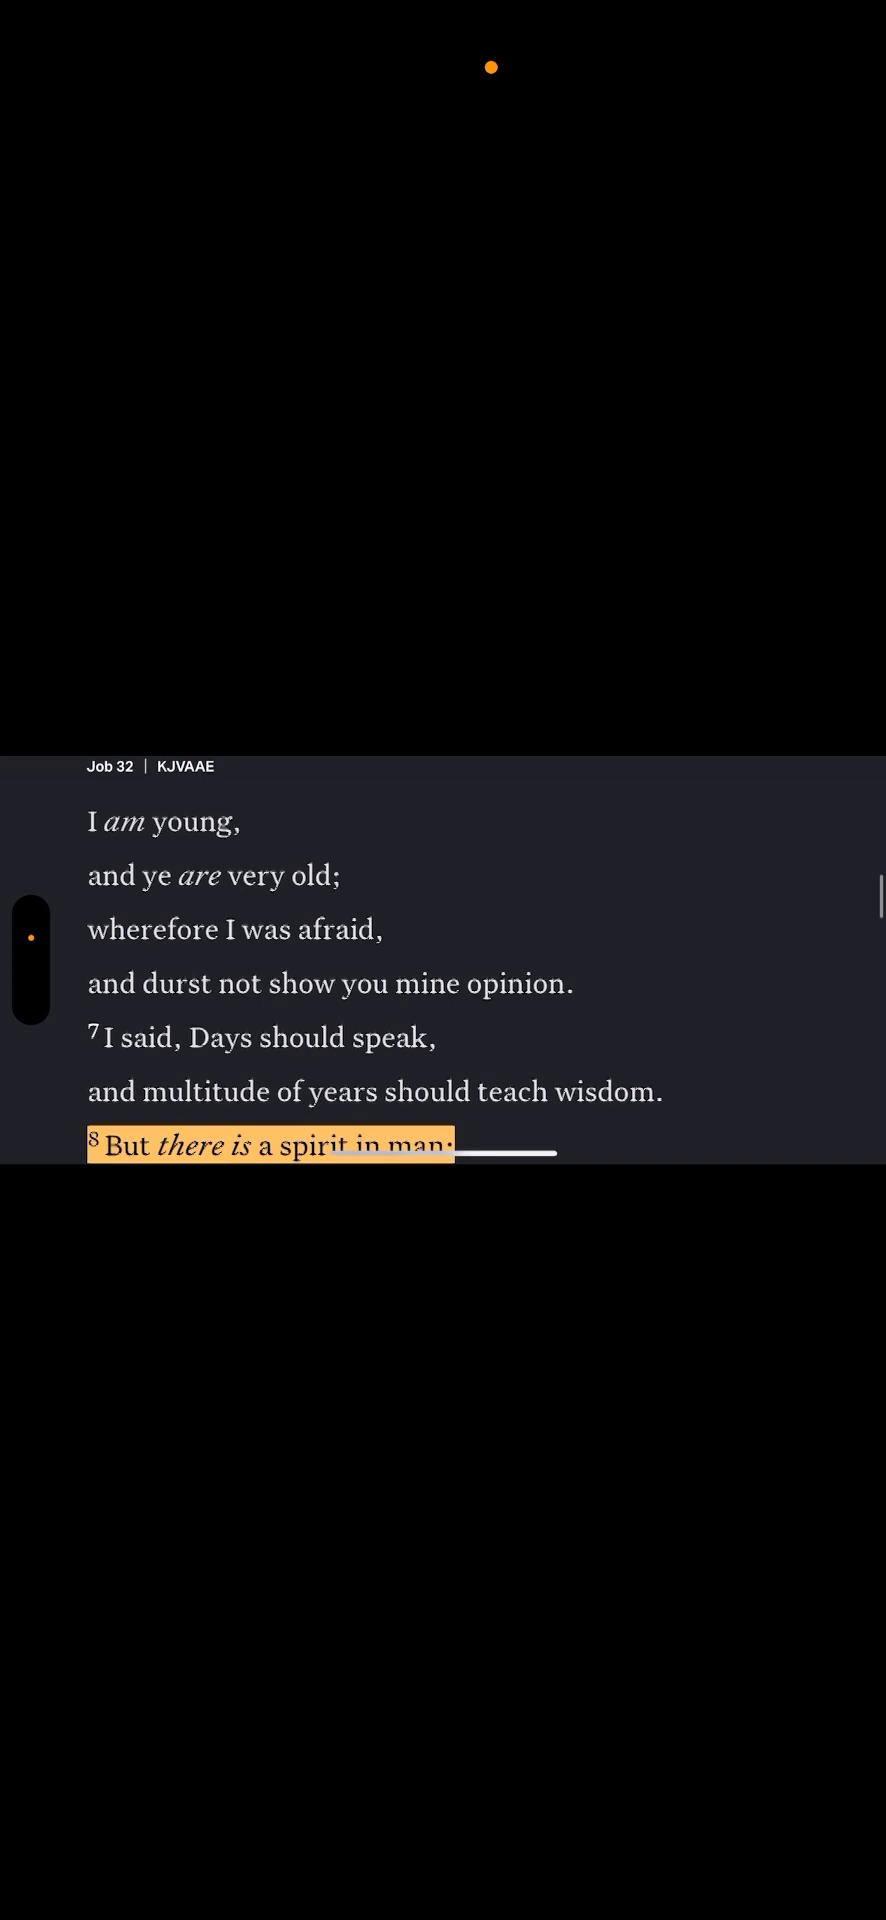 Job 32 | KJVAAE
I am young,
and ye are very old;
wherefore I was afraid,
and durst not show you mine opinion.
7 I said, Days should speak,
and multitude of years should teach wisdom.
8 But there is a spirit in man: